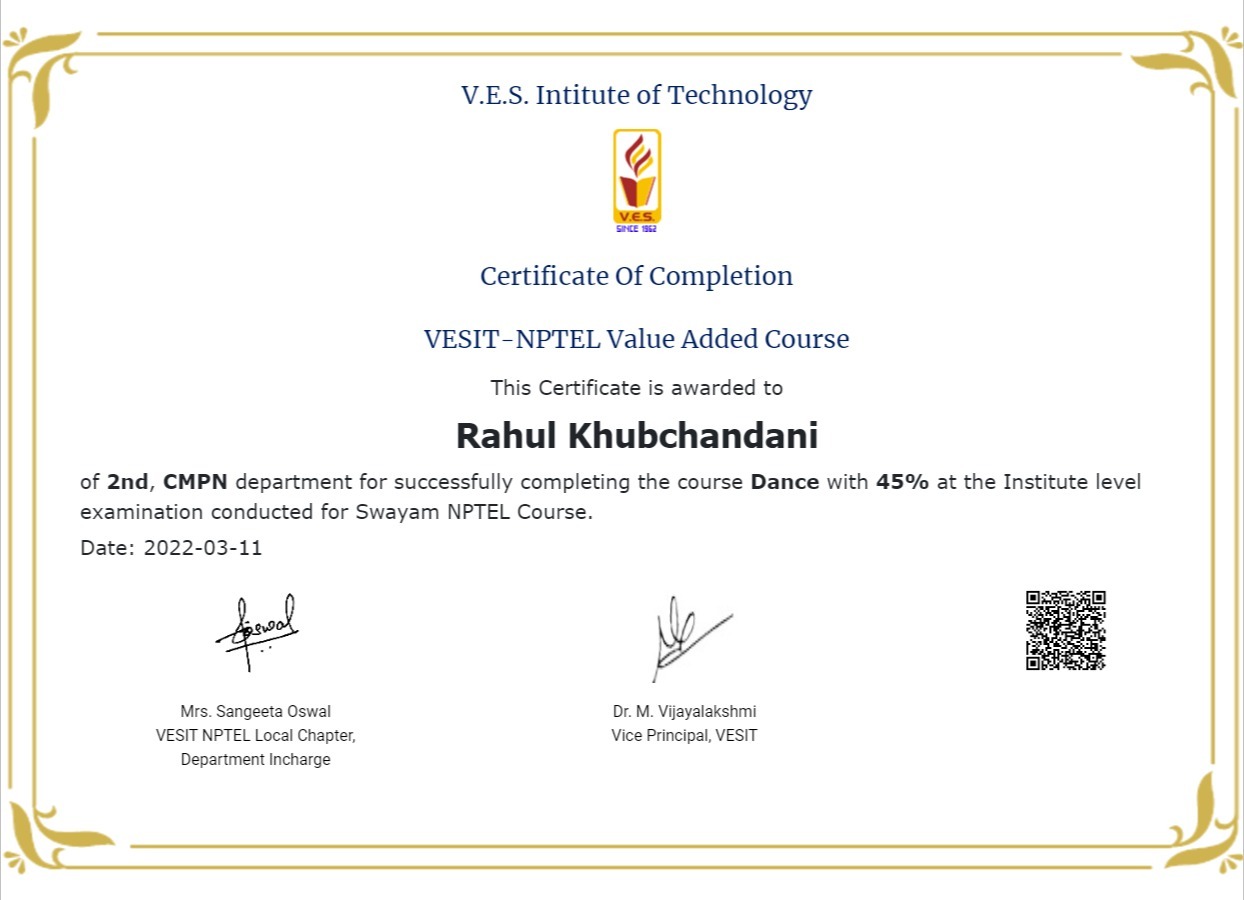 V.E.S. Intitute of Technology
V.E.S.
SINCE 1962
Certificate Of Completion
VESIT-NPTEL Value Added Course
This Certificate is awarded to
Rahul Khubchandani
of 2nd, CMPN department for successfully completing the course Dance with 45% at the Institute level
examination conducted for Swayam NPTEL Course.
Date: 2022-03-11
Mrs. Sangeeta Oswal
VESIT NPTEL Local Chapter,
Department Incharge
Dr. M. Vijayalakshmi
Vice Principal, VESIT